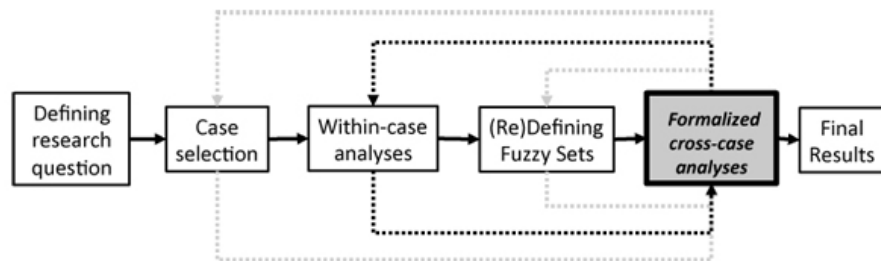 Defining
research
question
Case
selection
Within-case
analyses
(Re)Defining
Fuzzy Sets
Formalized
cross-case
analyses
Final
Results